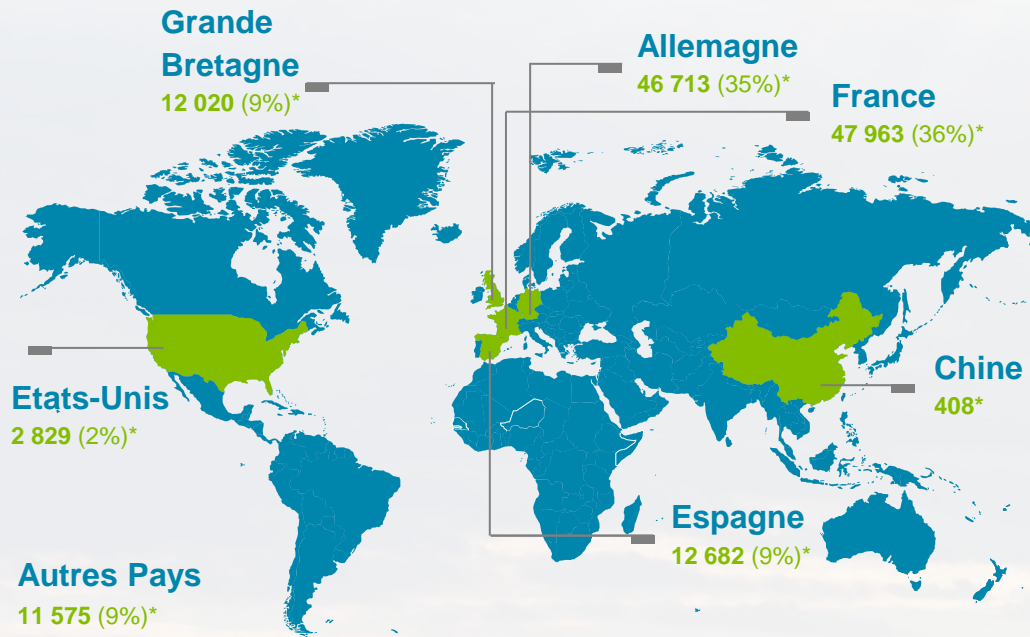 Grande
Bretagne
12 020 (9%)*
Allemagne
46 713 (35%)*
France
47 963 (36%)*
Etats-Unis
2 829 (2%)*
Chine
408*
Espagne
12 682 (9%)*
Autres Pays
11 575 (9%)*